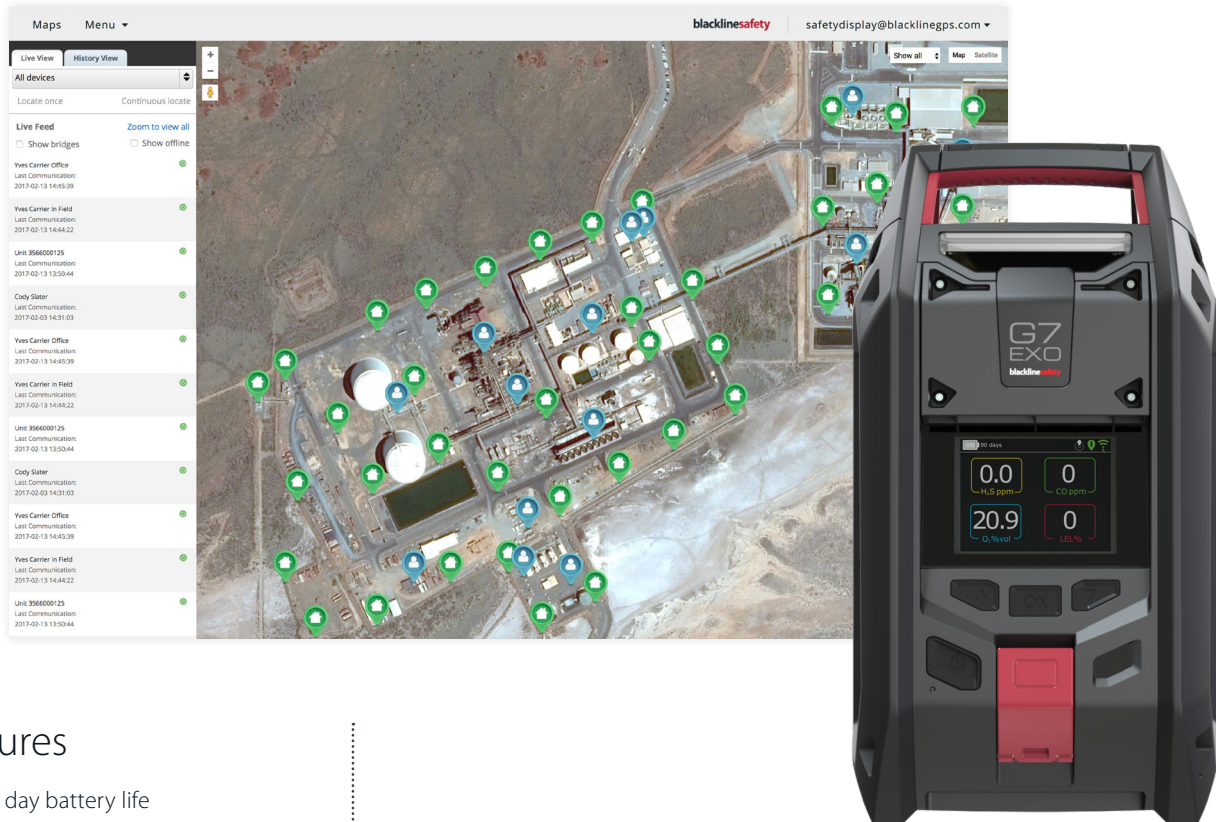 Maps Menu
blacklinesafety safetydisplay@blacklinegps.com
Live View History View
All devices
Locate once Continuous locate
Live Feed Zoom to view all
Show bridges Show offline
Yves Carrier Office
Last Communication:
2017-02-13 14:45:39
Yves Carrier in Field
Last Communication:
2017-02-13 14:44:22
Unit 3566000125
Last Communication:
2017-02-13 13:50:44
Cody Slater
Last Communication:
2017-02-03 14:31:03
Yves Carrier Office
Last Communication:
2017-02-13 14:45:39
Yves Carrier in Field
Last Communication:
2017-02-13 14:44:22
Unit 3566000125
Last Communication:
2017-02-13 13:50:44
Cody Slater
Last Communication:
2017-02-03 14:31:03
Yves Carrier Office
Last Communication:
2017-02-13 14:45:39
Yves Carrier in Field
Last Communication:
2017-02-13 14:44:22
Unit 3566000125
Last Communication:
2017-02-13 13:50:44
+
−
Show all Map Satellite
G7
EXO
blacklinesafety
90 days
0.0 0
H₂S ppm CO ppm
20.9 0
O₂%vol LEL%
OK
ures
day battery life